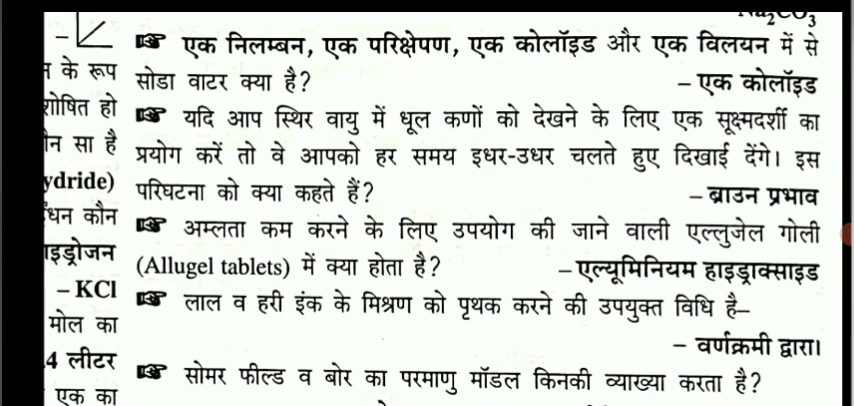 Na₂CO₃
के रूप
शोषित हो
सा है
ydride)
कौन
– KCl
मोल का
.4 लीटर
एक का
☞ एक निलम्बन, एक परिक्षेपण, एक कोलॉइड और एक विलयन में से
सोडा वाटर क्या है? – एक कोलॉइड
☞ यदि आप स्थिर वायु में धूल कणों को देखने के लिए एक सूक्ष्मदर्शी का
प्रयोग करें तो वे आपको हर समय इधर-उधर चलते हुए दिखाई देंगे। इस
परिघटना को क्या कहते हैं? – ब्राउन प्रभाव
☞ अम्लता कम करने के लिए उपयोग की जाने वाली एल्लुजेल गोली
(Allugel tablets) में क्या होता है? – एल्यूमिनियम हाइड्राक्साइड
☞ लाल व हरी इंक के मिश्रण को पृथक करने की उपयुक्त विधि है–
– वर्णक्रमी द्वारा।
☞ सोमर फील्ड व बोर का परमाणु मॉडल किनकी व्याख्या करता है?